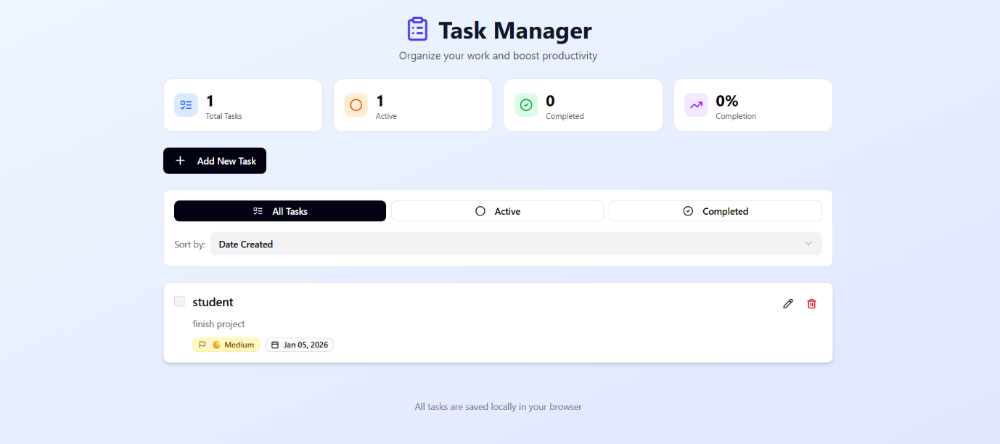 Task Manager
Organize your work and boost productivity
1
Total Tasks
1
Active
0
Completed
0%
Completion
Add New Task
All Tasks
Active
Completed
Sort by: Date Created
student
finish project
Medium Jan 05, 2026
All tasks are saved locally in your browser